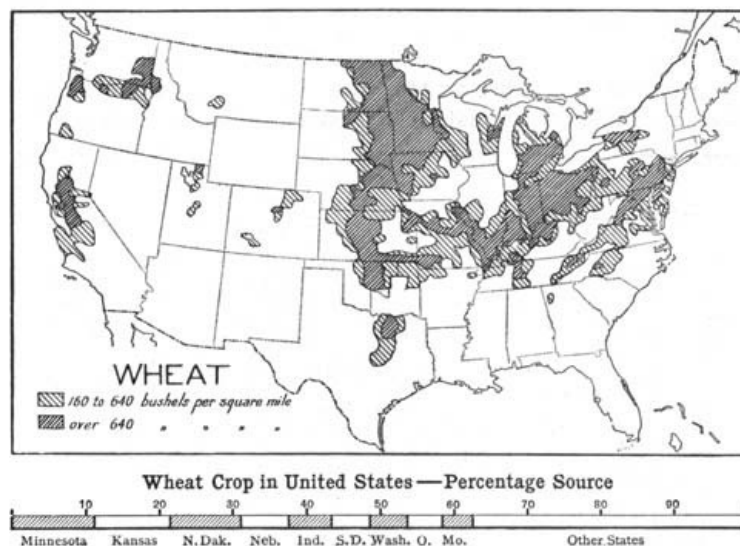 WHEAT
160 to 640 bushels per square mile
over 640 " " " "
Wheat Crop in United States—Percentage Source
10 20 30 40 50 60 70 80 90
Minnesota Kansas N.Dak. Neb. Ind. S.D. Wash. O. Mo. Other States